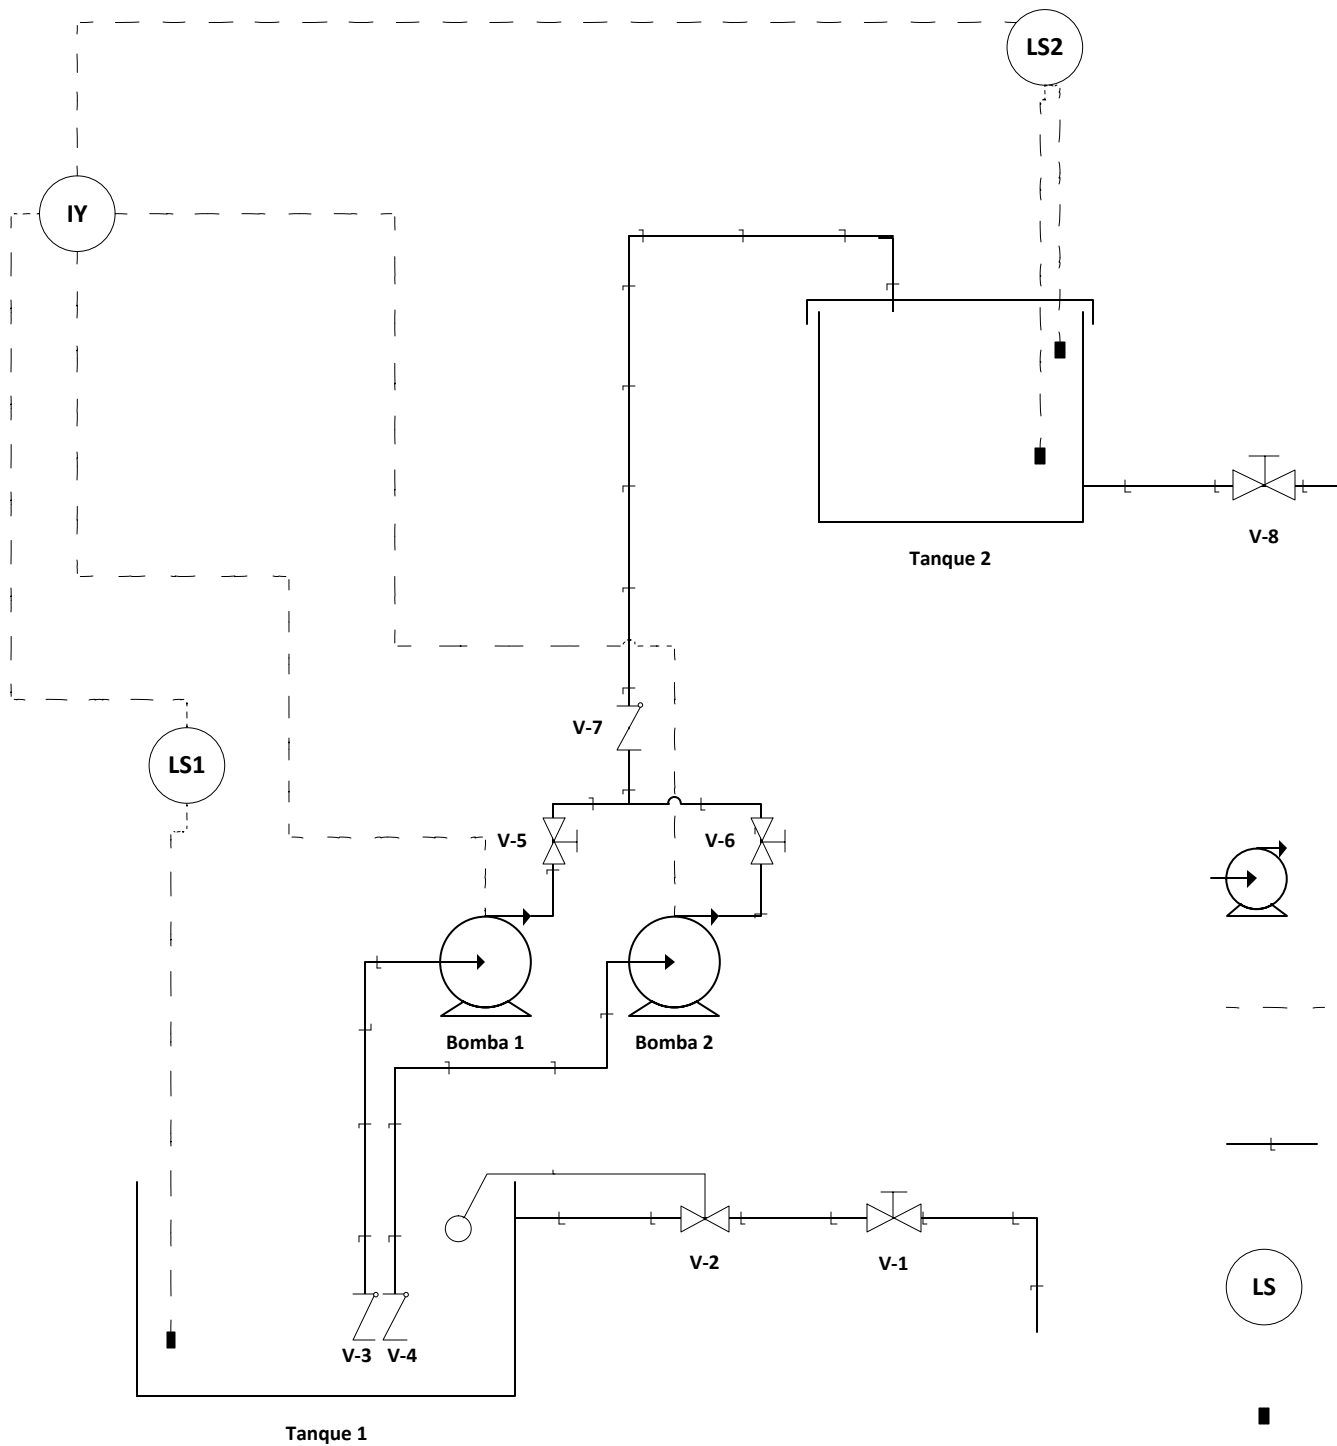 LS2
IY
V-8
Tanque 2
V-7
LS1
V-5
V-6
Bomba 1
Bomba 2
V-2
V-1
LS
V-3
V-4
Tanque 1